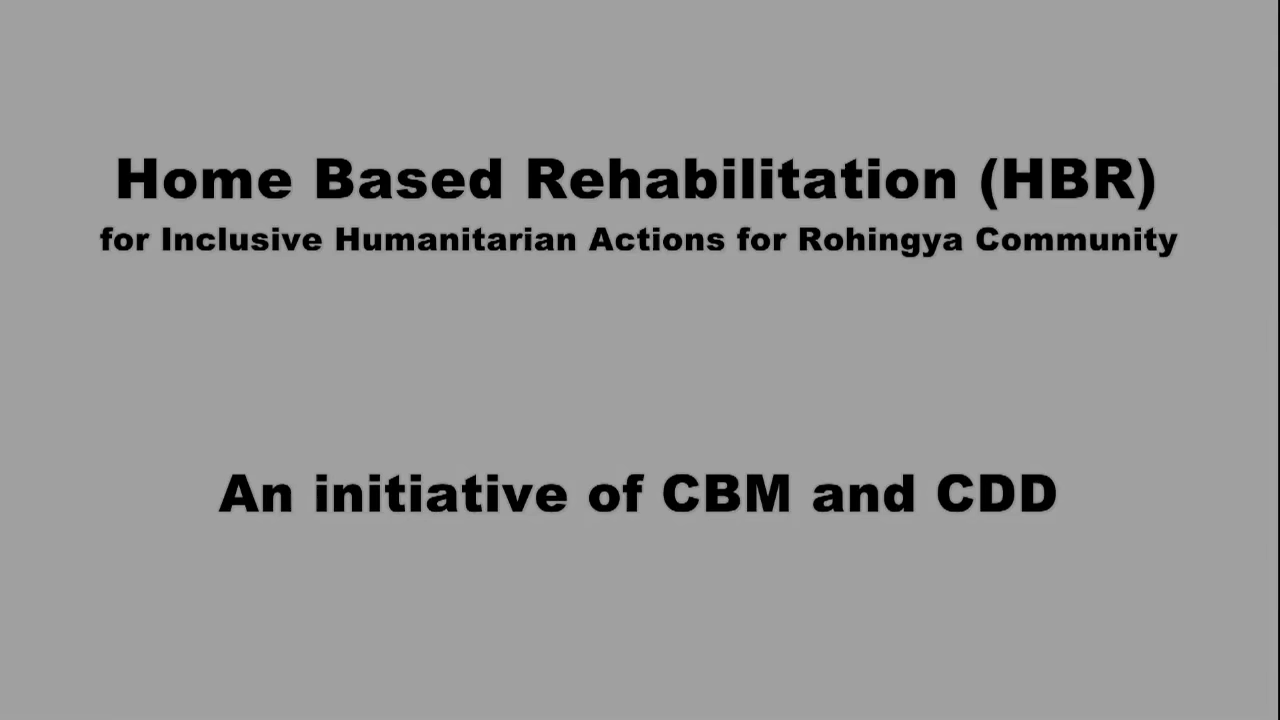 Home Based Rehabilitation (HBR)
for Inclusive Humanitarian Actions for Rohingya Community
An initiative of CBM and CDD